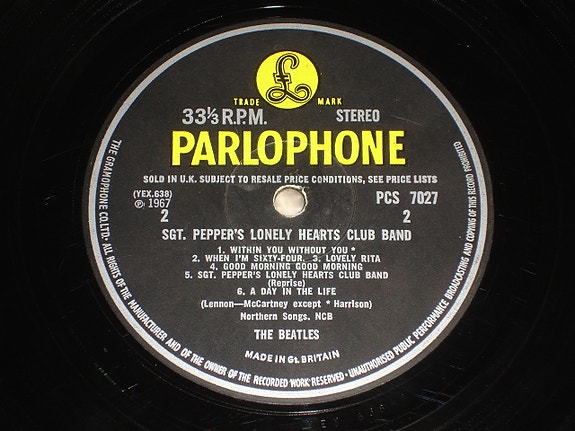 £
TRADE MARK
33⅓ R.P.M. STEREO
PARLOPHONE
SOLD IN U.K. SUBJECT TO RESALE PRICE CONDITIONS, SEE PRICE LISTS
(YEX.638) PCS 7027
℗ 1967
2 2
SGT. PEPPER'S LONELY HEARTS CLUB BAND
1. WITHIN YOU WITHOUT YOU *
2. WHEN I'M SIXTY-FOUR. 3. LOVELY RITA
4. GOOD MORNING GOOD MORNING
5. SGT. PEPPER'S LONELY HEARTS CLUB BAND
(Reprise)
6. A DAY IN THE LIFE
(Lennon—McCartney except * Harrison)
Northern Songs, NCB
THE BEATLES
MADE IN Gt. BRITAIN
THE GRAMOPHONE CO. LTD. ALL RIGHTS OF THE MANUFACTURER AND OF THE OWNER OF THE RECORDED WORK RESERVED · UNAUTHORISED PUBLIC PERFORMANCE BROADCASTING AND COPYING OF THIS RECORD PROHIBITED